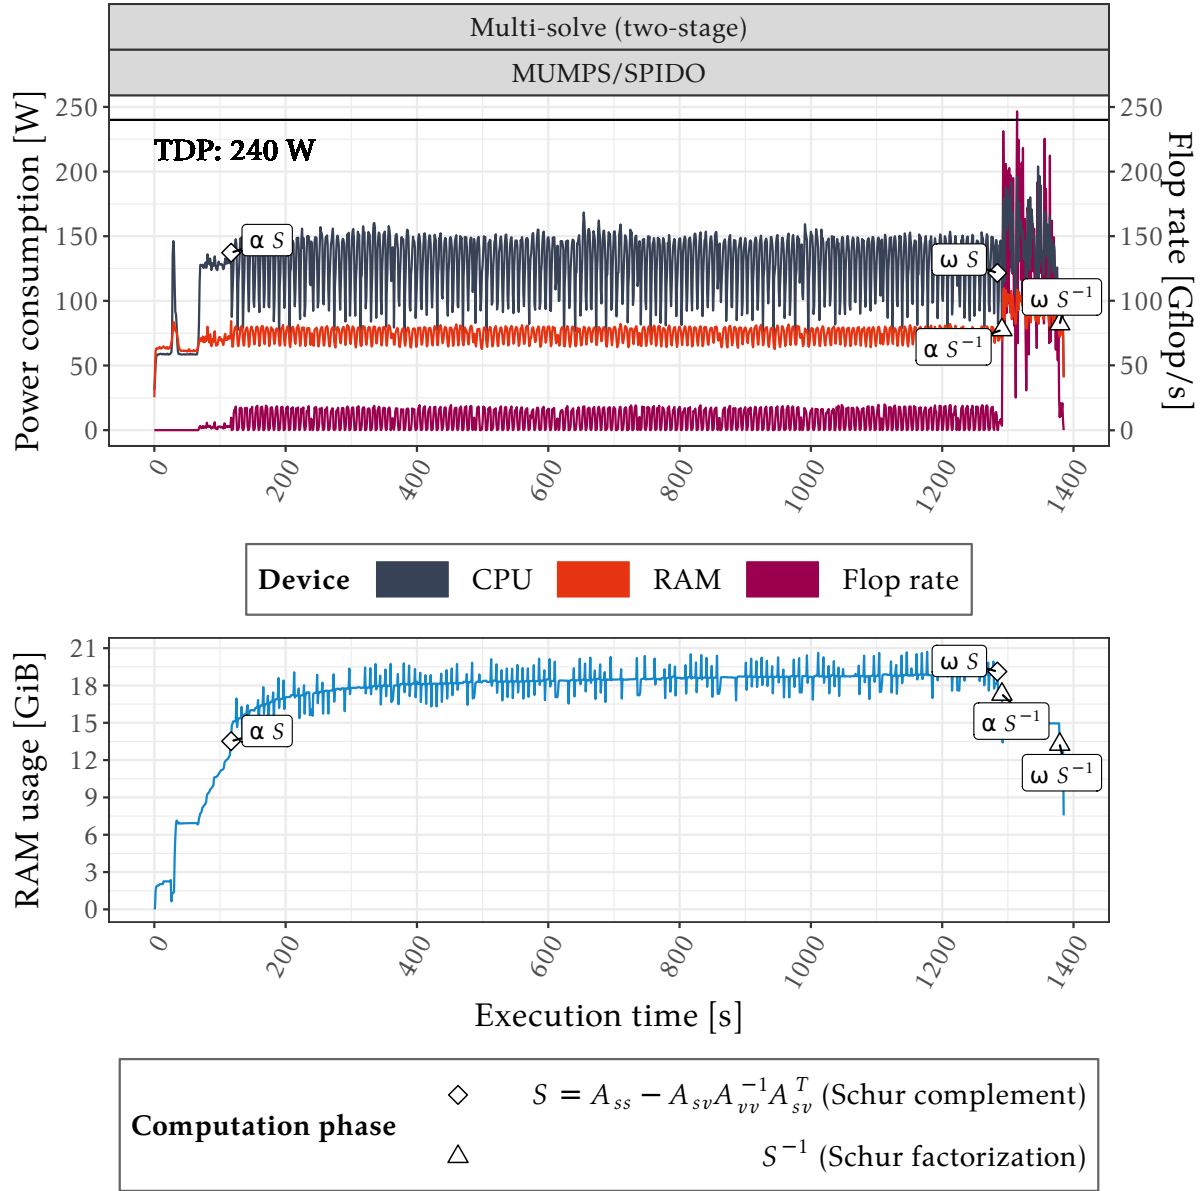 Multi-solve (two-stage)
MUMPS/SPIDO
Power consumption [W]
250
200
150
100
50
0
TDP: 240 W
α S
ω S
α S⁻¹
ω S⁻¹
250
200
150
100
50
0
Flop rate [Gflop/s]
0 200 400 600 800 1000 1200 1400
Device CPU RAM Flop rate
RAM usage [GiB]
21
18
15
12
9
6
3
0
α S
ω S
α S⁻¹
ω S⁻¹
0 200 400 600 800 1000 1200 1400
Execution time [s]
Computation phase
S = A_ss − A_sv A_vv⁻¹ A_sv^T (Schur complement)
S⁻¹ (Schur factorization)